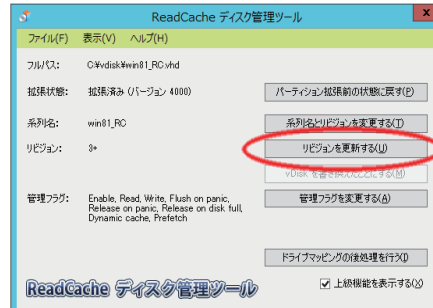 ReadCache ディスク管理ツール
x
ファイル(F) 表示(V) ヘルプ(H)
フルパス: C:¥vdisk¥win81_RC.vhd
拡張状態: 拡張済み (バージョン 4000) パーティション拡張前の状態に戻す(P)
系列名: win81_RC 系列名とリビジョンを変更する(T)
リビジョン: 3+ リビジョンを更新する(U)
vDisk を書き換えたことにする(M)
管理フラグ: Enable, Read, Write, Flush on panic, 管理フラグを変更する(A)
Release on panic, Release on disk full,
Dynamic cache, Prefetch
ドライブマッピングの後処理を行う(I)
ReadCache ディスク管理ツール 上級機能を表示する(X)